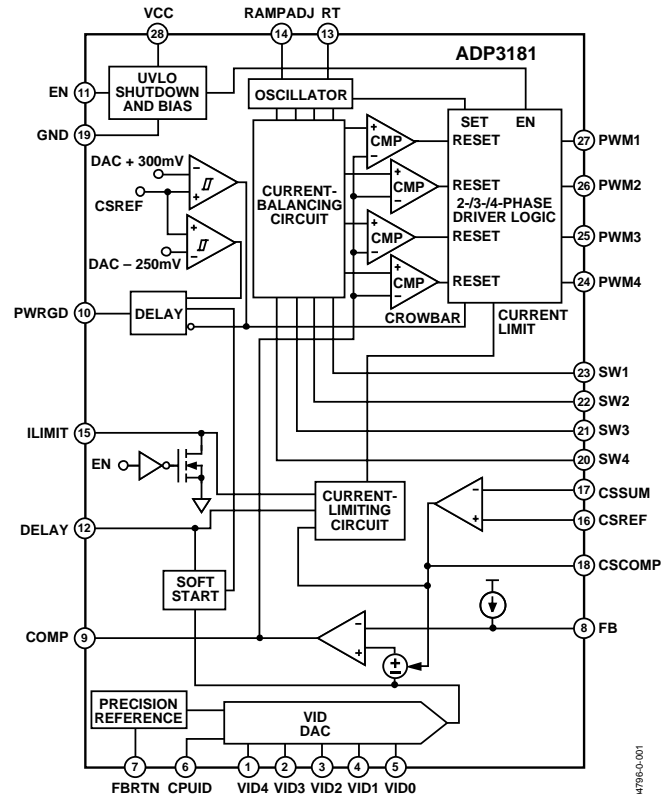 VCC
RAMPADJ RT
28
14
13
ADP3181
UVLO
SHUTDOWN
AND BIAS
EN 11
OSCILLATOR
GND 19
SET EN
CMP
RESET
27 PWM1
DAC + 300mV
CSREF
CURRENT-
BALANCING
CIRCUIT
CMP
RESET
2-/3-/4-PHASE
DRIVER LOGIC
26 PWM2
CMP
RESET
25 PWM3
DAC – 250mV
CMP
RESET
24 PWM4
PWRGD 10
DELAY
CROWBAR
CURRENT
LIMIT
23 SW1
22 SW2
ILIMIT 15
21 SW3
EN
20 SW4
CURRENT-
LIMITING
CIRCUIT
17 CSSUM
16 CSREF
DELAY 12
18 CSCOMP
SOFT
START
COMP 9
8 FB
PRECISION
REFERENCE
VID
DAC
7
6
1
2
3
4
5
FBRTN CPUID VID4 VID3 VID2 VID1 VID0
04796-0-001